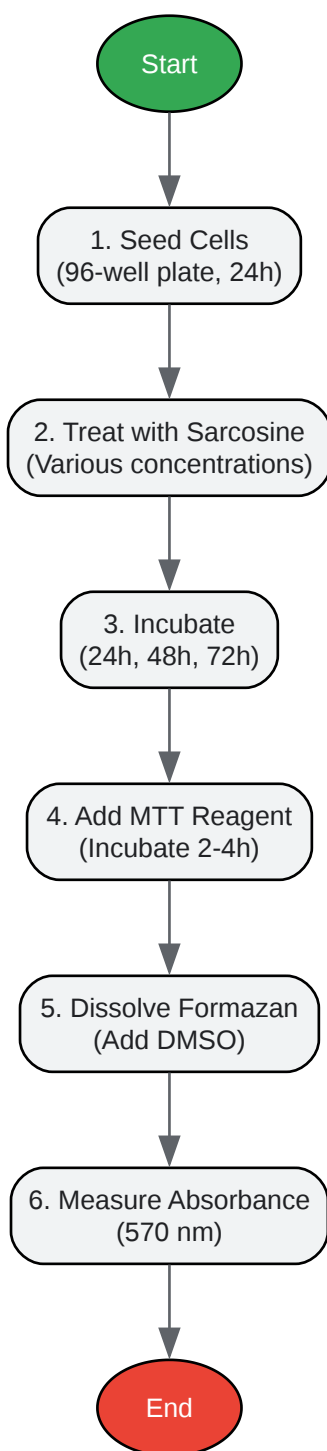 Start
1. Seed Cells
(96-well plate, 24h)
2. Treat with Sarcosine
(Various concentrations)
3. Incubate
(24h, 48h, 72h)
4. Add MTT Reagent
(Incubate 2-4h)
5. Dissolve Formazan
(Add DMSO)
6. Measure Absorbance
(570 nm)
End